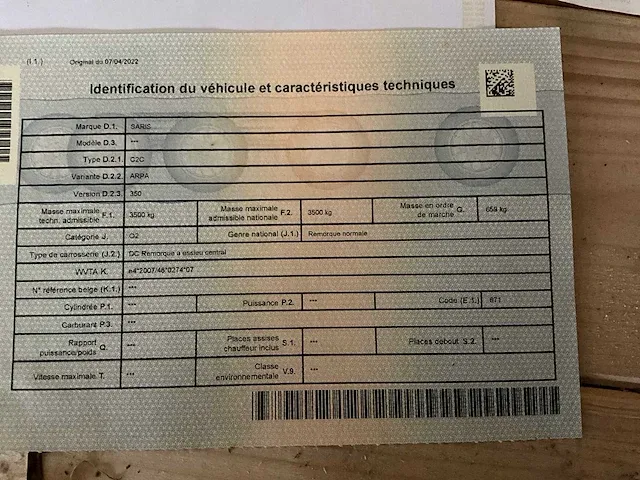 (I.1.) Original du 07/04/2022
Identification du véhicule et caractéristiques techniques
Marque D.1. SARIS
Modèle D.3. ***
Type D.2.1. C2C
Variante D.2.2. ARPA
Version D.2.3. 350
Masse maximale techn. admissible F.1. 3500 kg Masse maximale admissible nationale F.2. 3500 kg Masse en ordre de marche G. 659 kg
Catégorie J. O2 Genre national (J.1.) Remorque normale
Type de carrosserie (J.2.) DC Remorque à essieu central
WVTA K. e4*2007/46*0274*07
N° référence belge (K.1.) ***
Cylindrée P.1. *** Puissance P.2. *** Code (E.1.) 671
Carburant P.3. ***
Rapport puissance/poids Q. *** Places assises chauffeur inclus S.1. *** Places debout S.2. ***
Vitesse maximale T. *** Classe environnementale V.9. ***